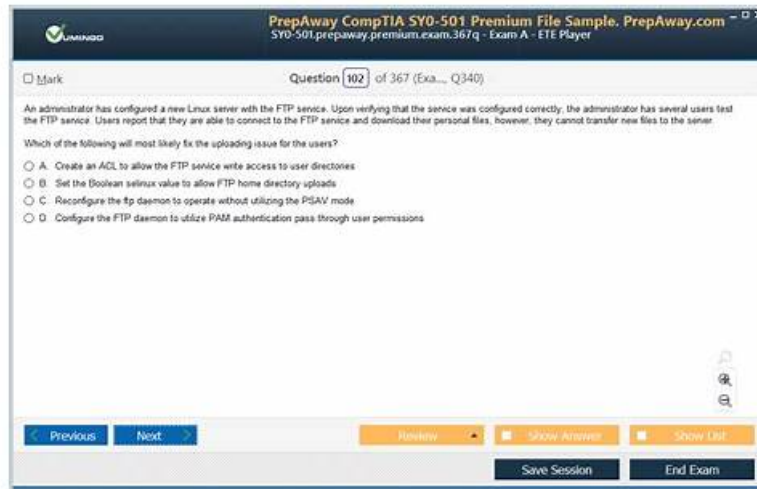 VUMINGO
PrepAway CompTIA SY0-501 Premium File Sample. PrepAway.com
SY0-501.prepaway.premium.exam.367q - Exam A - ETE Player
Mark
Question 102 of 367 (Exa..., Q340)
An administrator has configured a new Linux server with the FTP service. Upon verifying that the service was configured correctly, the administrator has several users test
the FTP service. Users report that they are able to connect to the FTP service and download their personal files, however, they cannot transfer new files to the server.
Which of the following will most likely fix the uploading issue for the users?
A. Create an ACL to allow the FTP service write access to user directories
B. Set the Boolean selinux value to allow FTP home directory uploads
C. Reconfigure the ftp daemon to operate without utilizing the PSAV mode
D. Configure the FTP daemon to utilize PAM authentication pass through user permissions
Previous Next Review Show Answer Show List
Save Session End Exam